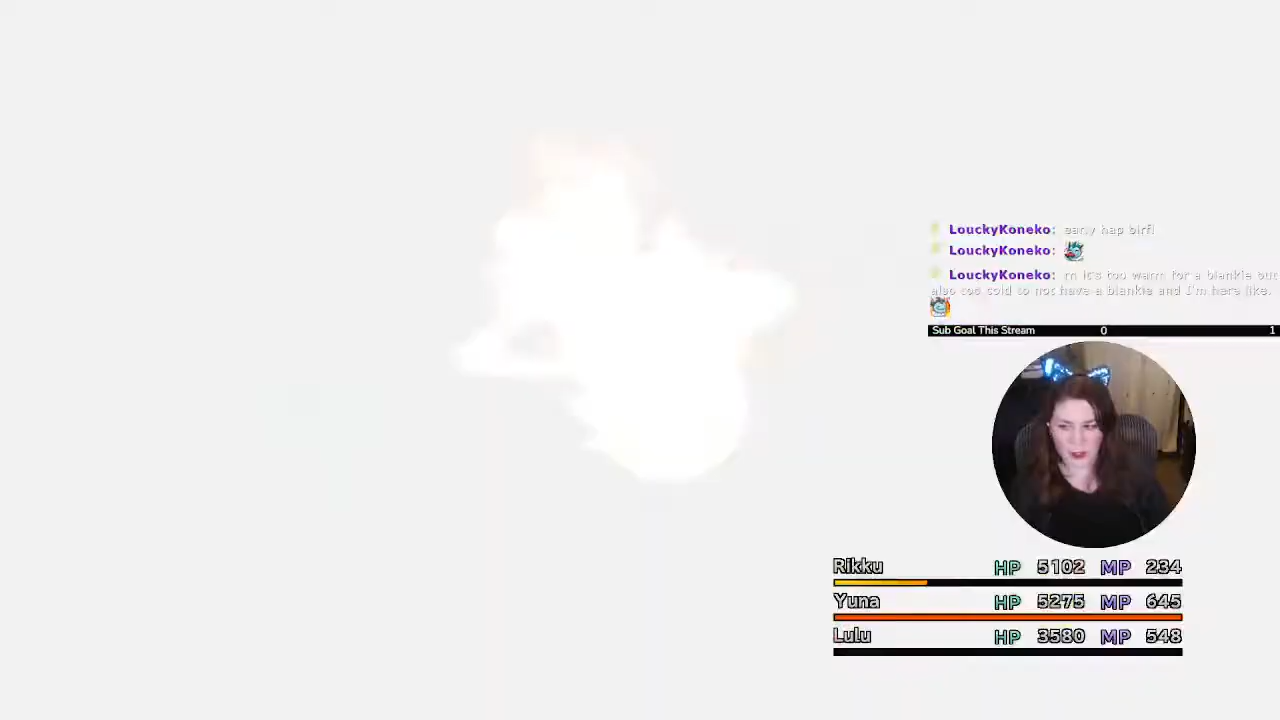 LouckyKoneko: early hap birf!
LouckyKoneko:
LouckyKoneko: rn it's too warm for a blankie but
also too cold to not have a blankie and I'm here like.
Sub Goal This Stream 0 1
Rikku HP 5102 MP 234
Yuna HP 5275 MP 645
Lulu HP 3580 MP 548